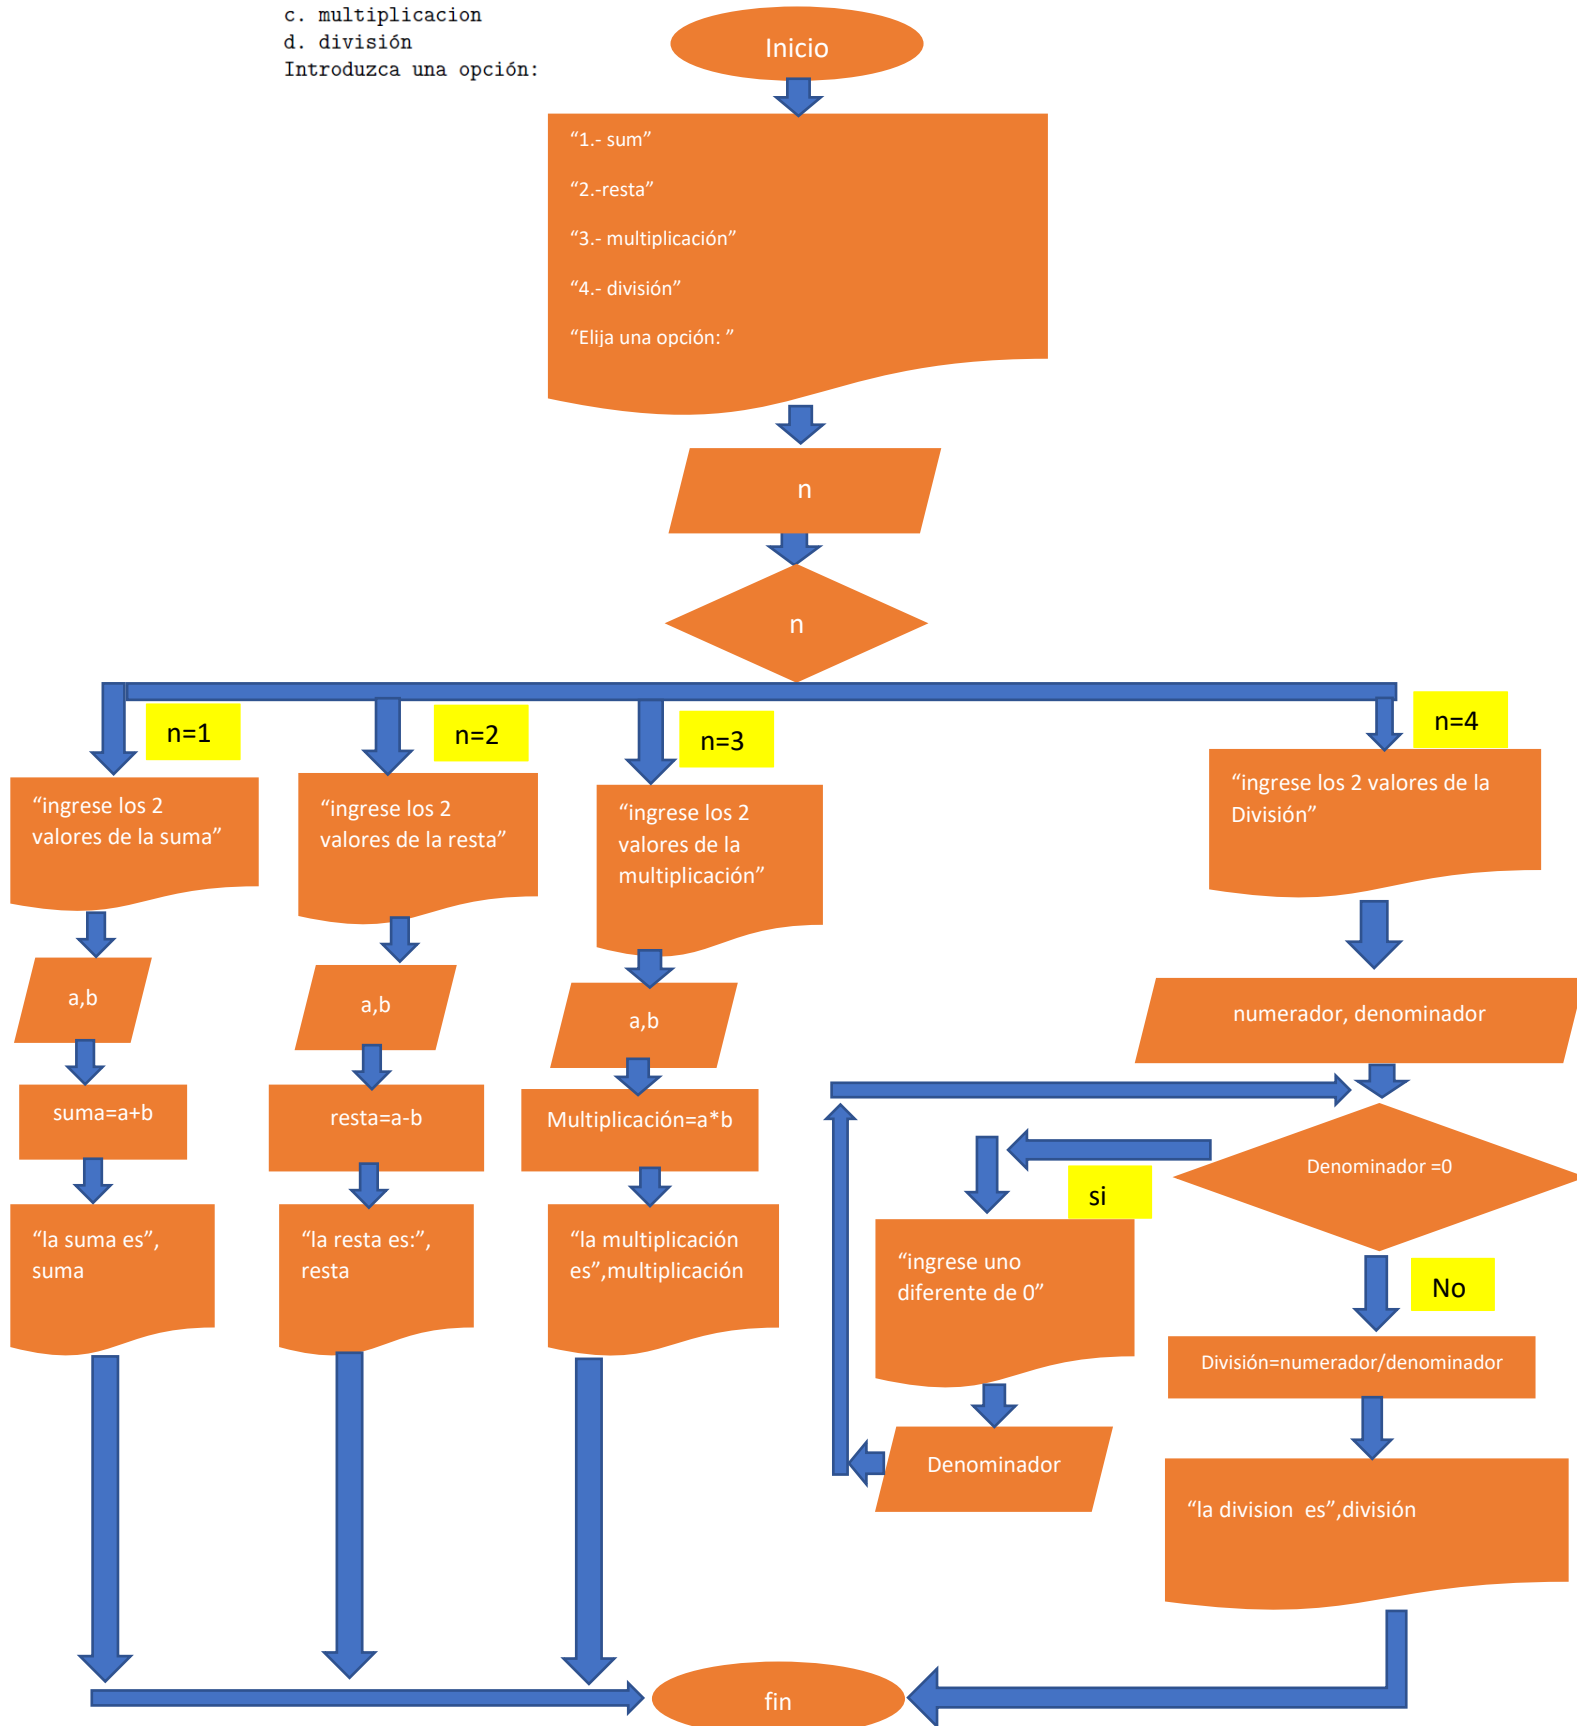 c. multiplicacion
d. división
Introduzca una opción:
Inicio
“1.- sum”
“2.-resta”
“3.- multiplicación”
“4.- división”
“Elija una opción: ”
n
n
n=1
n=2
n=3
n=4
“ingrese los 2
valores de la suma”
“ingrese los 2
valores de la resta”
“ingrese los 2
valores de la
multiplicación”
“ingrese los 2 valores de la
División”
a,b
a,b
a,b
numerador, denominador
suma=a+b
resta=a-b
Multiplicación=a*b
Denominador =0
si
No
“la suma es”,
suma
“la resta es:”,
resta
“la multiplicación
es”,multiplicación
“ingrese uno
diferente de 0”
División=numerador/denominador
Denominador
“la division  es”,división
fin